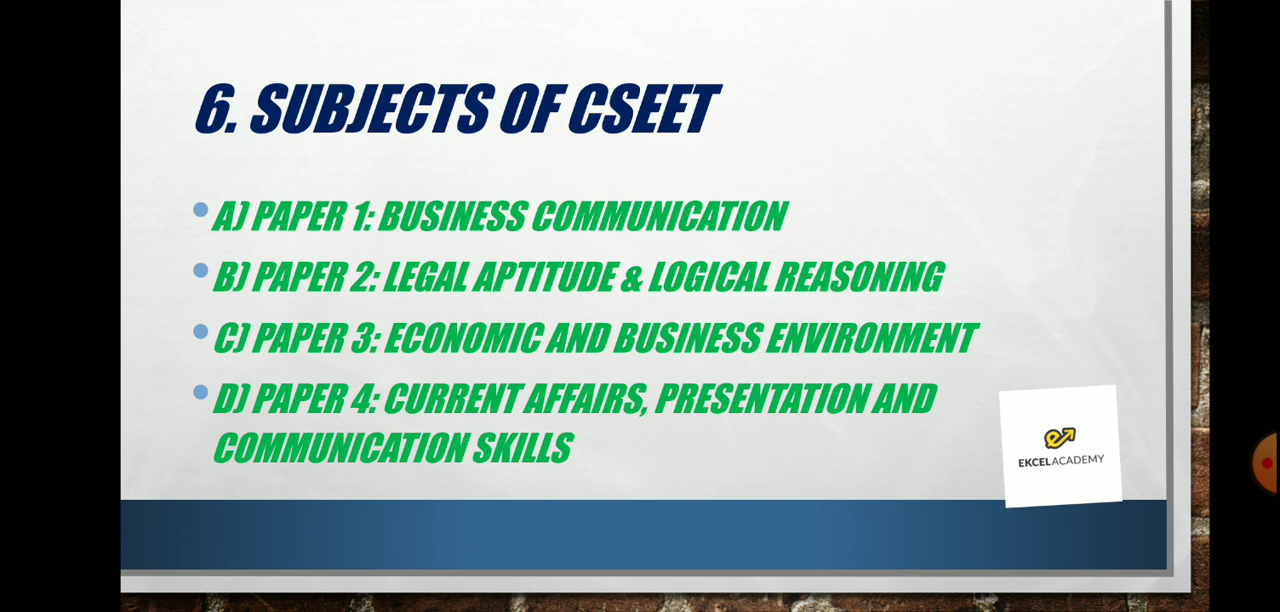 6. SUBJECTS OF CSEET
A) PAPER 1: BUSINESS COMMUNICATION
B) PAPER 2: LEGAL APTITUDE & LOGICAL REASONING
C) PAPER 3: ECONOMIC AND BUSINESS ENVIRONMENT
D) PAPER 4: CURRENT AFFAIRS, PRESENTATION AND
COMMUNICATION SKILLS
EKCELACADEMY